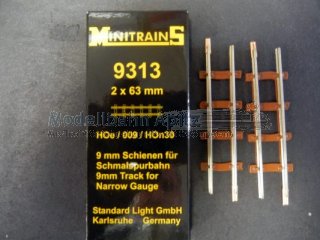 MINITRAINS
9313
2 x 63 mm
HOe / 009 / HOn30
9 mm Schienen für
Schmalspurbahn
9mm Track for
Narrow Gauge
Standard Light GmbH
Karlsruhe Germany